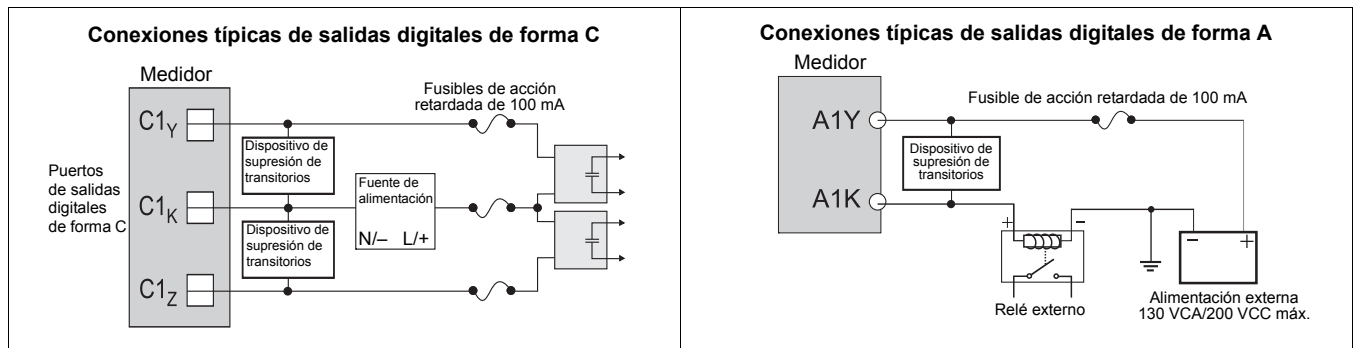 Conexiones típicas de salidas digitales de forma C
Medidor
Fusibles de acción
retardada de 100 mA
C1Y
Dispositivo de
supresión de
transitorios
Puertos
de salidas
digitales
de forma C
C1K
Fuente de
alimentación
N/– L/+
Dispositivo de
supresión de
transitorios
C1Z
Conexiones típicas de salidas digitales de forma A
Medidor
Fusible de acción retardada de 100 mA
A1Y
Dispositivo de
supresión de
transitorios
A1K
+ –
– +
Relé externo
Alimentación externa
130 VCA/200 VCC máx.